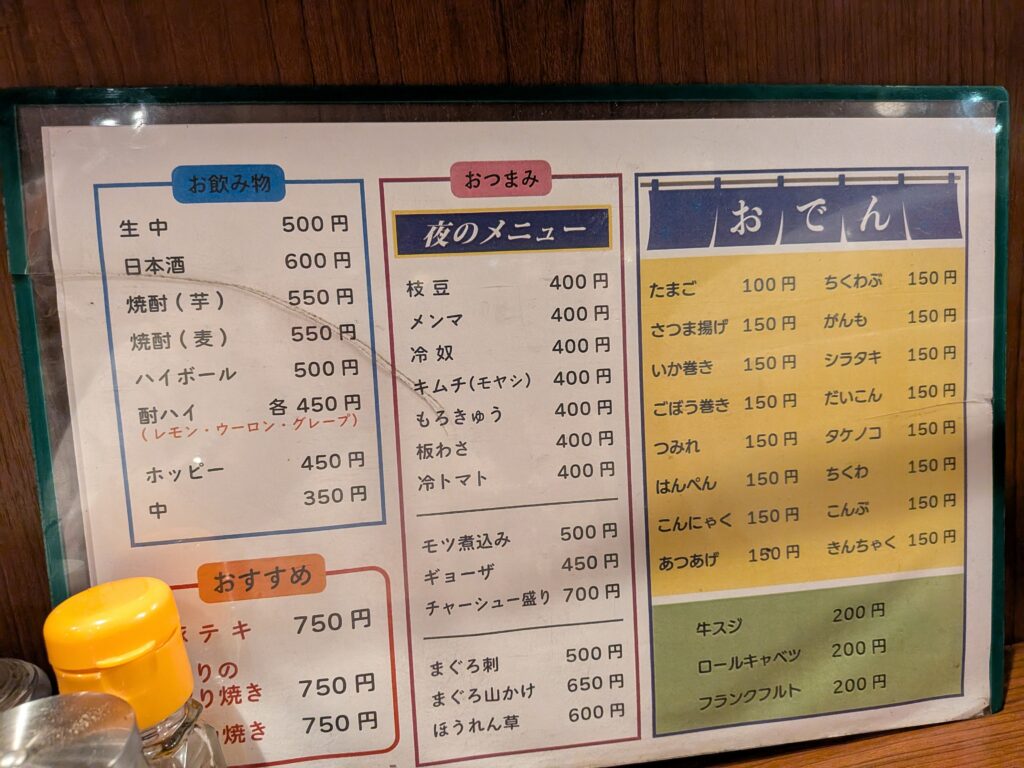 お飲み物
生中 500円
日本酒 600円
焼酎(芋) 550円
焼酎(麦) 550円
ハイボール 500円
酎ハイ 各450円
(レモン・ウーロン・グレープ)
ホッピー 450円
中 350円
おすすめ
テキ 750円
りの
り焼き 750円
焼き 750円
おつまみ
夜のメニュー
枝豆 400円
メンマ 400円
冷奴 400円
キムチ(モヤシ) 400円
もろきゅう 400円
板わさ 400円
冷トマト 400円
モツ煮込み 500円
ギョーザ 450円
チャーシュー盛り 700円
まぐろ刺 500円
まぐろ山かけ 650円
ほうれん草 600円
おでん
たまご 100円 ちくわぶ 150円
さつま揚げ 150円 がんも 150円
いか巻き 150円 シラタキ 150円
ごぼう巻き 150円 だいこん 150円
つみれ 150円 タケノコ 150円
はんぺん 150円 ちくわ 150円
こんにゃく 150円 こんぶ 150円
あつあげ 150円 きんちゃく 150円
牛スジ 200円
ロールキャベツ 200円
フランクフルト 200円